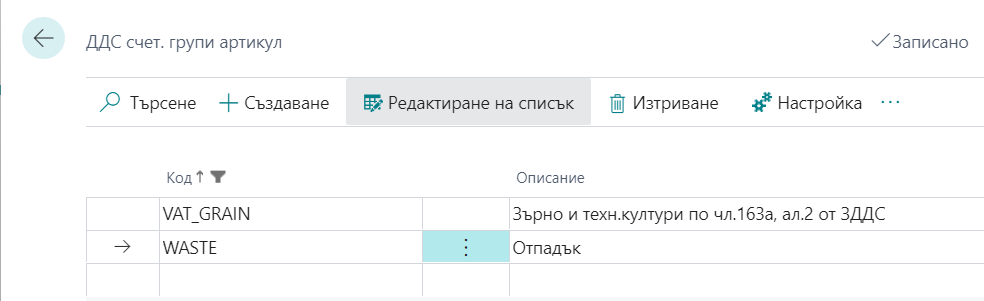 ДДС счет. групи артикул
Записано
Търсене Създаване Редактиране на списък Изтриване Настройка ...
Код ↑ Описание
VAT_GRAIN Зърно и техн.култури по чл.163а, ал.2 от ЗДДС
→ WASTE Отпадък